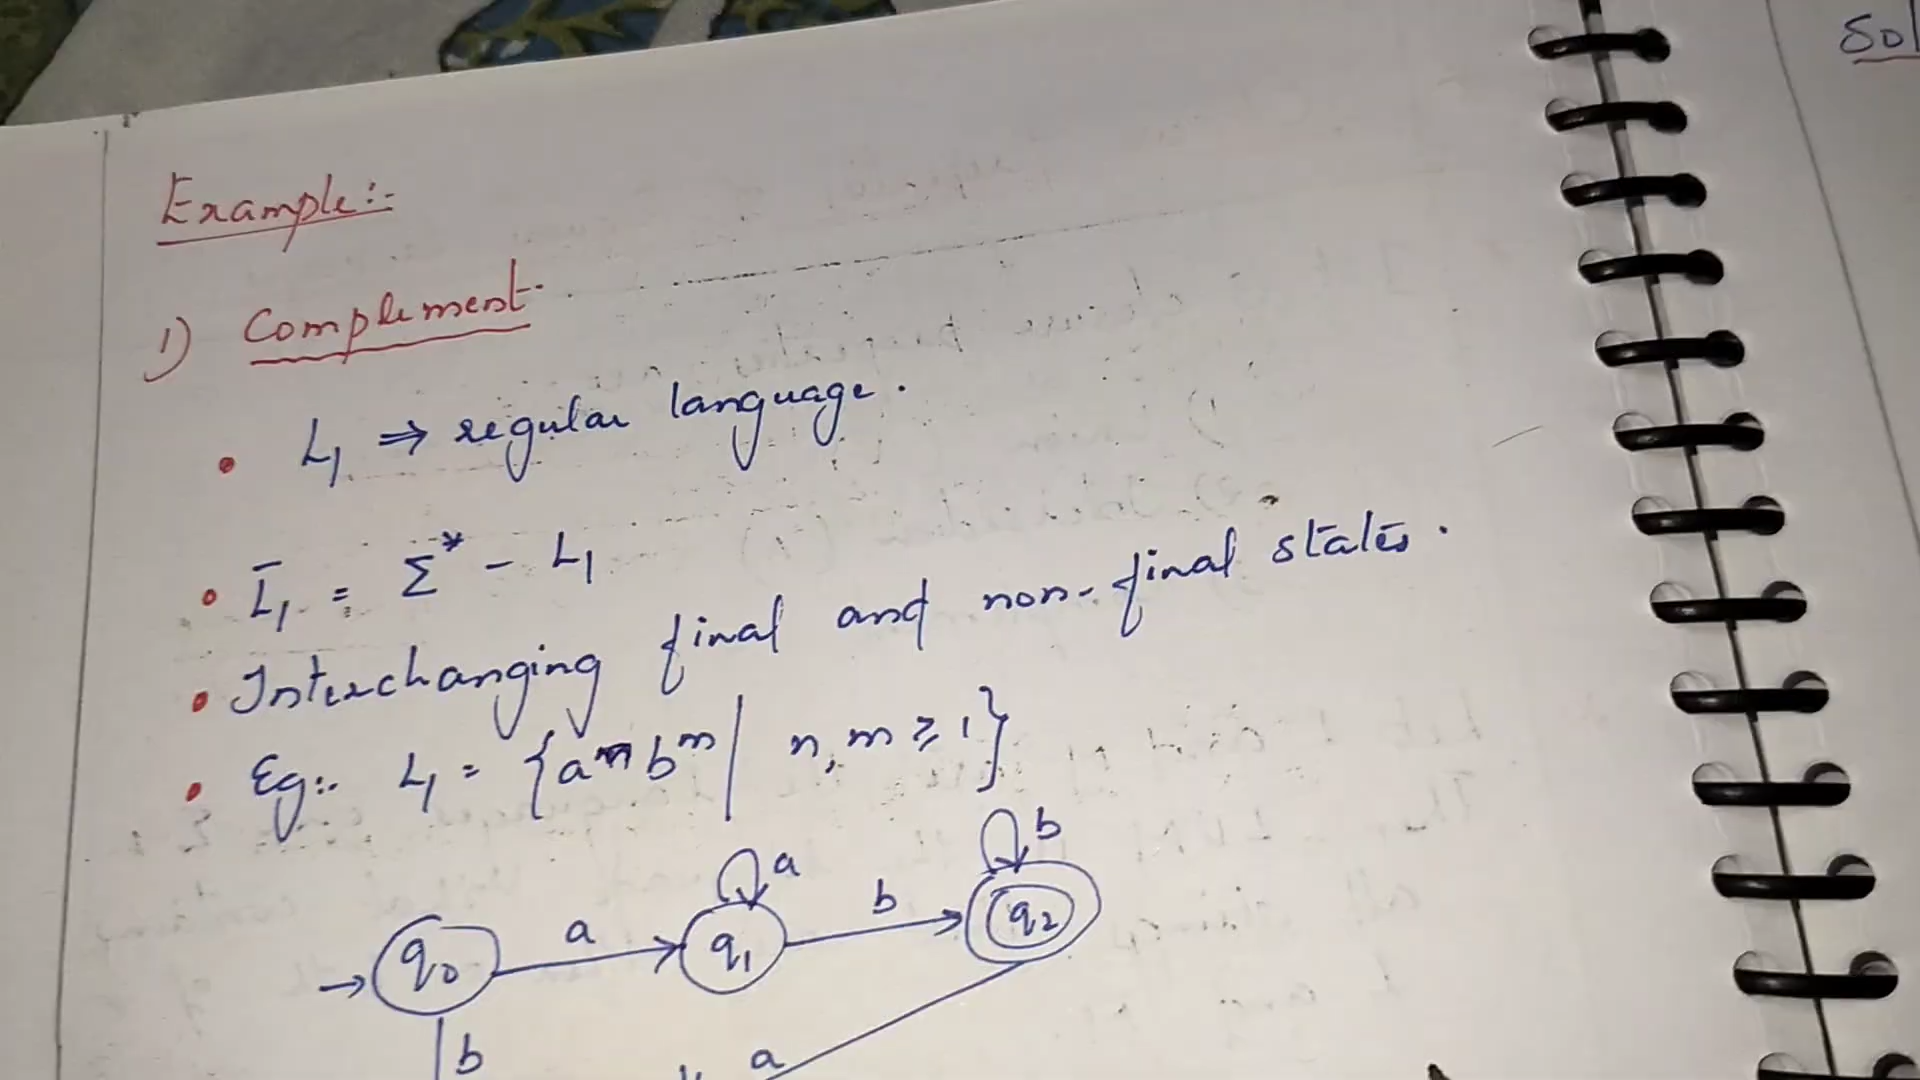 Example:-
1) Complement.
• L₁ ⇒ regular language.
• L̄₁ = Σ* - L₁
• Interchanging final and non-final states.
• Eg:- L₁ = {aⁿbᵐ | n, m ≥ 1}
a b
→ q₀ a q₁ b q₂
b a